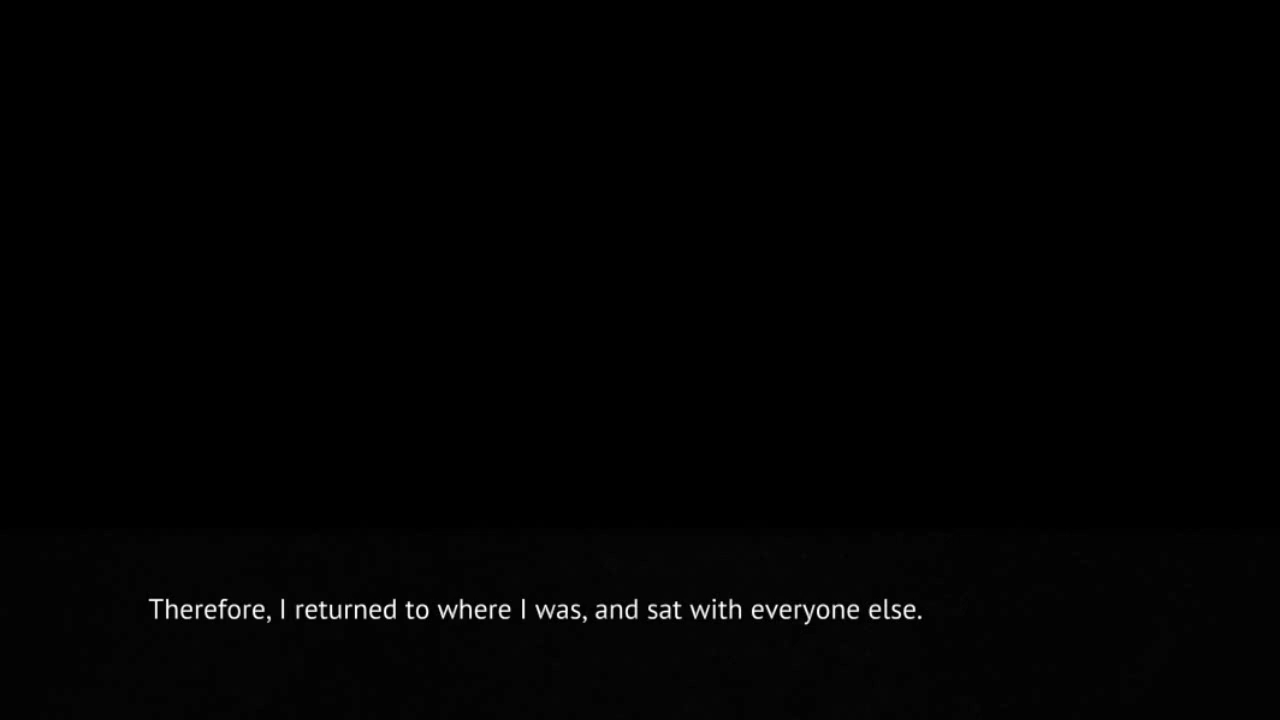 Therefore, I returned to where I was, and sat with everyone else.